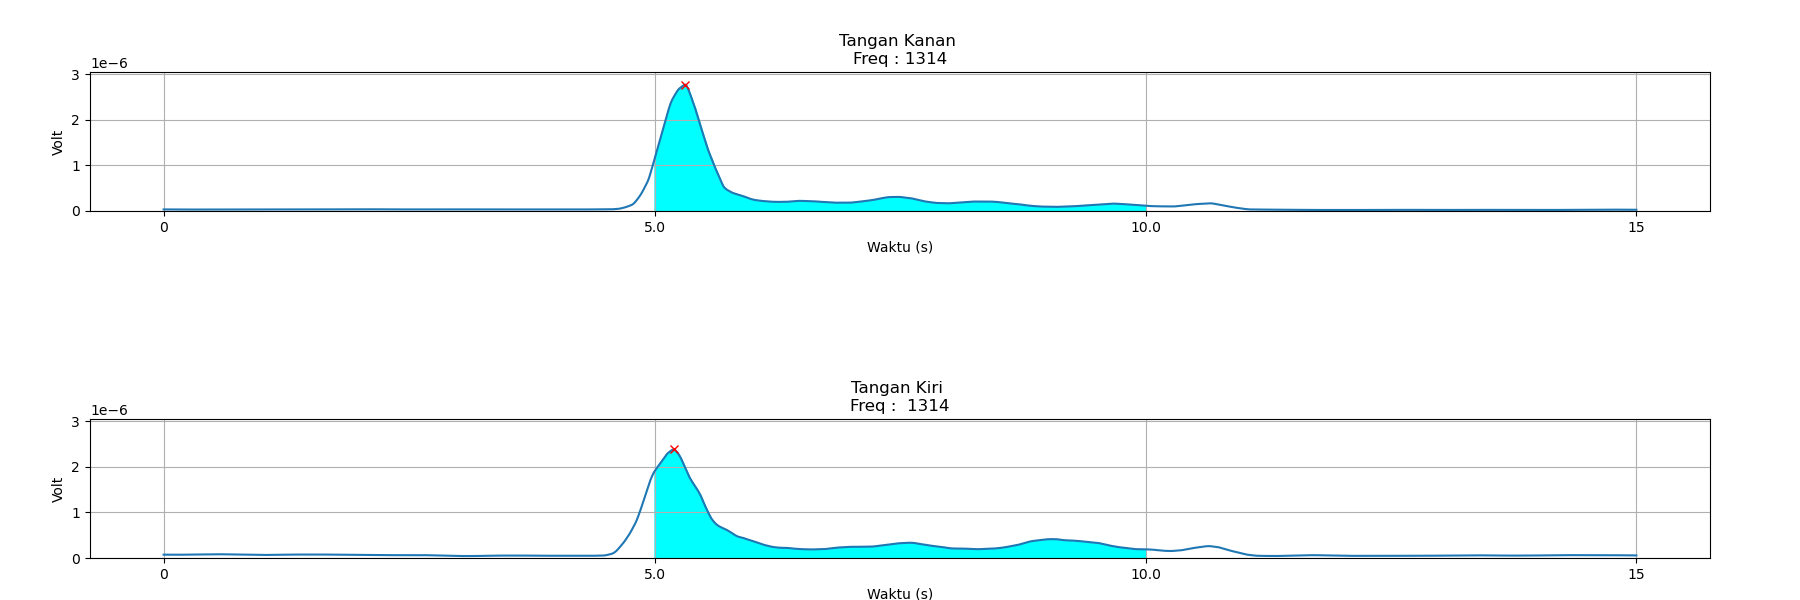 Tangan Kanan
Freq : 1314
1e−6
3
2
1
0
Volt
0 5.0 10.0 15
Waktu (s)
Tangan Kiri
Freq :  1314
1e−6
3
2
1
0
Volt
0 5.0 10.0 15
Waktu (s)